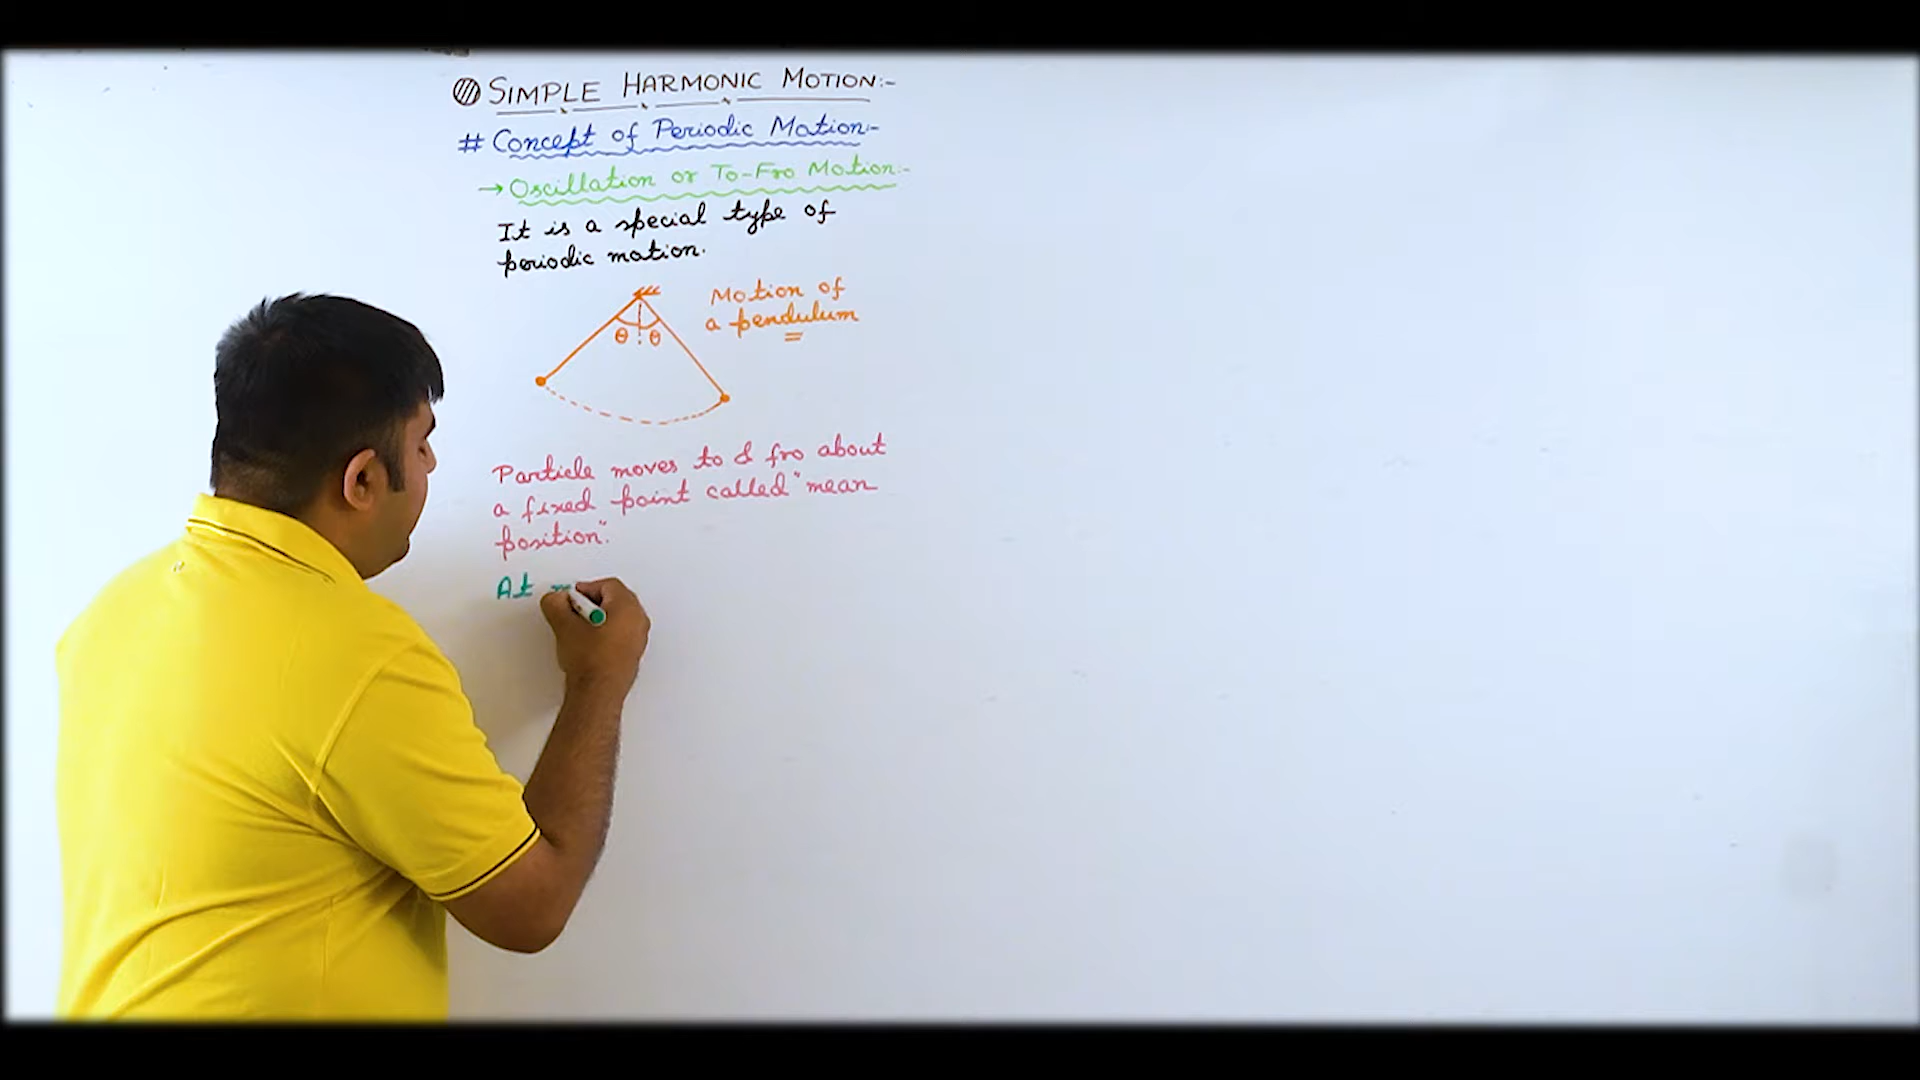 SIMPLE HARMONIC MOTION:-
# Concept of Periodic Motion:-
→ Oscillation or To-Fro Motion:-
It is a special type of
periodic motion.
Motion of
a pendulum
θ θ
Particle moves to & fro about
a fixed point called "mean
position".
At